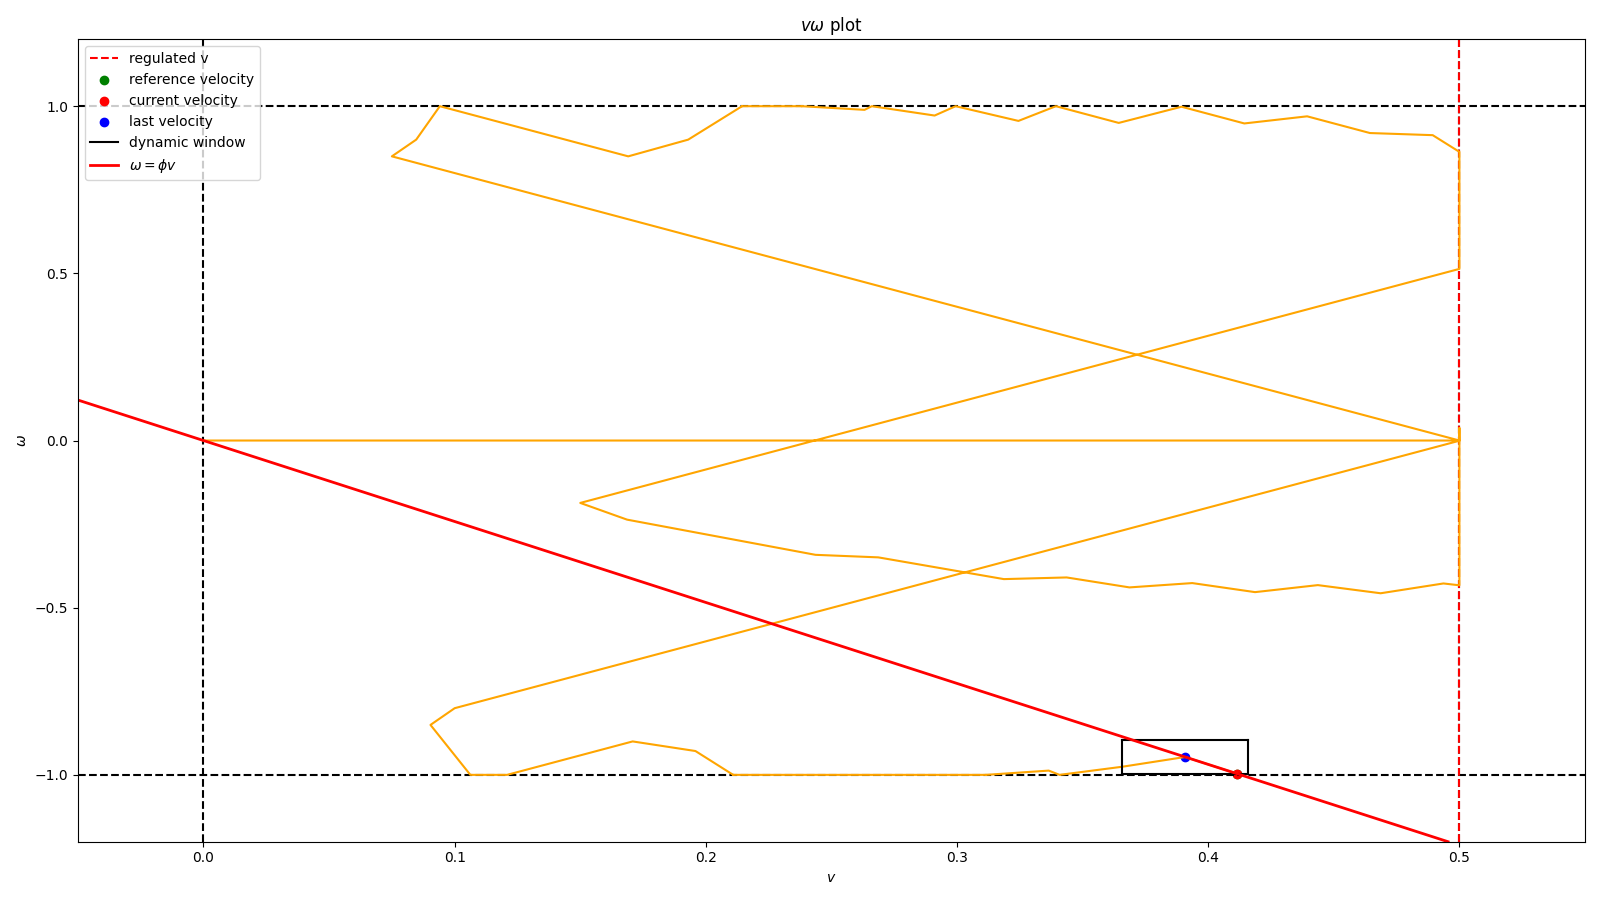 vω plot
regulated v
reference velocity
current velocity
last velocity
dynamic window
ω = ϕv
1.0
0.5
0.0
−0.5
−1.0
ω
0.0 0.1 0.2 0.3 0.4 0.5
v